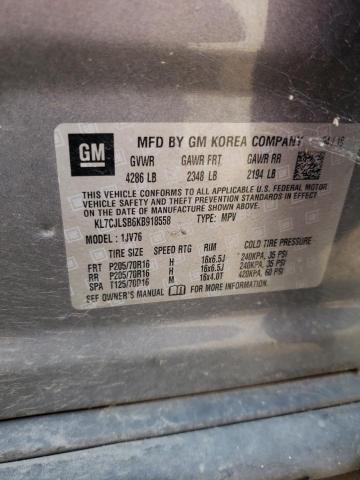 GM
MFD BY GM KOREA COMPANY
GVWR GAWR FRT GAWR RR
4286 LB 2348 LB 2194 LB
THIS VEHICLE CONFORMS TO ALL APPLICABLE U.S. FEDERAL MOTOR
VEHICLE SAFETY AND THEFT PREVENTION STANDARDS IN EFFECT ON
THE DATE OF MANUFACTURE SHOWN ABOVE.
KL7CJLSB6KB918558 TYPE: MPV
MODEL: 1JV76
TIRE SIZE SPEED RTG RIM COLD TIRE PRESSURE
FRT P205/70R16 H 16x6.5J 240KPA, 35 PSI
RR P205/70R16 H 16x6.5J 240KPA, 35 PSI
SPA T125/70D16 M 16x4.0T 420KPA, 60 PSI
SEE OWNER'S MANUAL FOR MORE INFORMATION